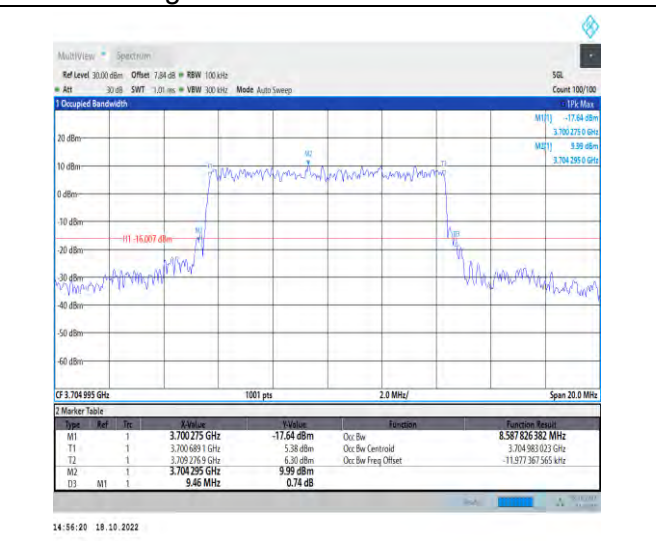 MultiView Spectrum
Ref Level 30.00 dBm Offset 7.84 dB RBW 100 kHz SGL
Att 30 dB SWT 1.01 ms VBW 300 kHz Mode Auto Sweep Count 100/100
1 Occupied Bandwidth 1Pk Max
M1[1] -17.64 dBm
3.700 275 0 GHz
M2[1] 9.99 dBm
3.704 295 0 GHz
20 dBm
M2
10 dBm
T1
0 dBm
-10 dBm
H1 -16.007 dBm
D3
-20 dBm
-30 dBm
-40 dBm
-50 dBm
-60 dBm
CF 3.704 995 GHz 1001 pts 2.0 MHz/ Span 20.0 MHz
2 Marker Table
Type Ref Trc X-Value Y-Value Function Function Result
M1 1 3.700 275 GHz -17.64 dBm Occ Bw 8.587 826 382 MHz
T1 1 3.700 689 1 GHz 5.38 dBm Occ Bw Centroid 3.704 983 023 GHz
T2 1 3.709 276 9 GHz 6.30 dBm Occ Bw Freq Offset -11.977 367 565 kHz
M2 1 3.704 295 GHz 9.99 dBm
D3 M1 1 9.46 MHz 0.74 dB
14:56:20 18.10.2022